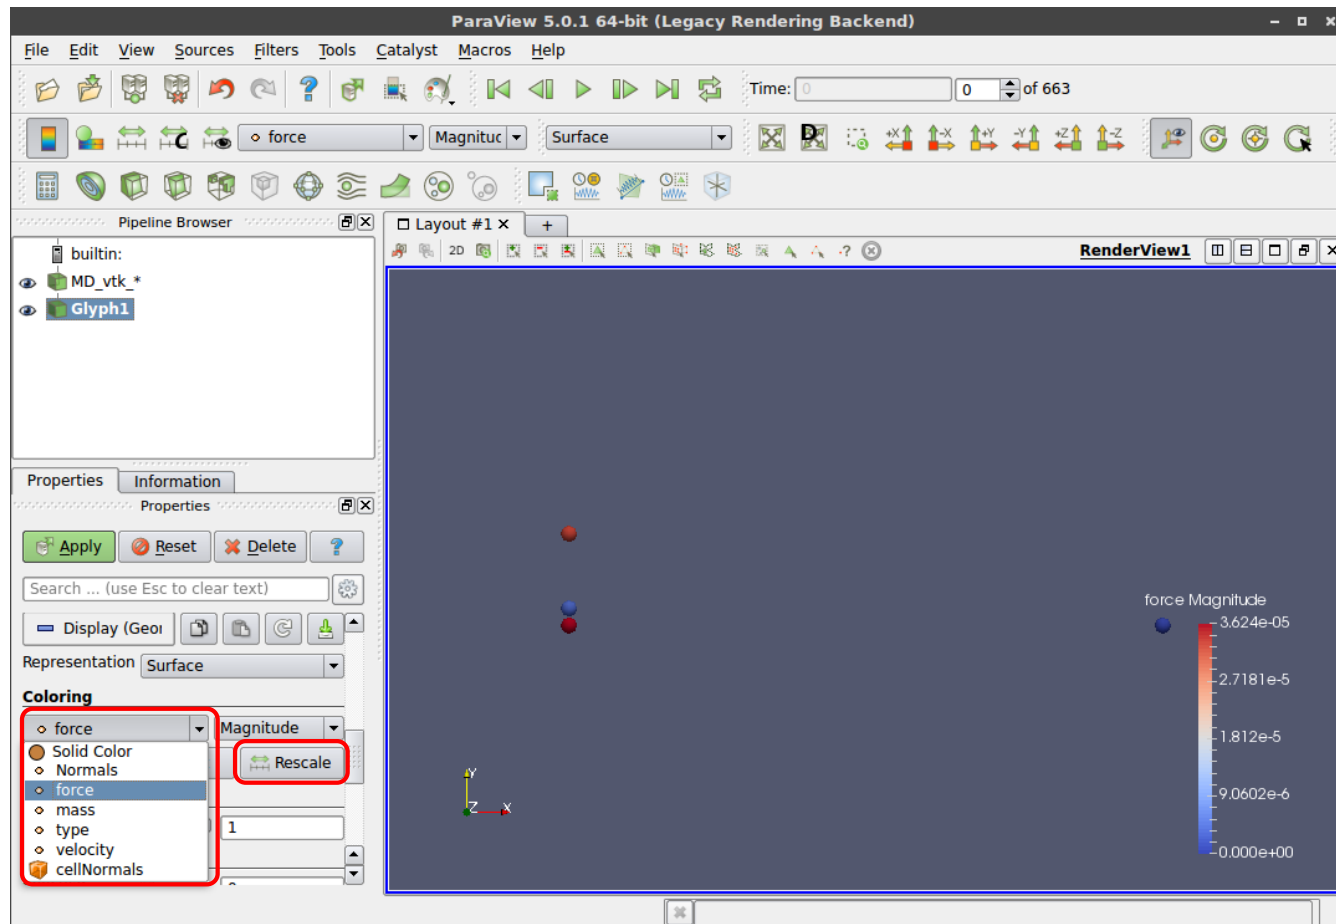 ParaView 5.0.1 64-bit (Legacy Rendering Backend)
File Edit View Sources Filters Tools Catalyst Macros Help
Time: 0 0 of 663
force Magnituc Surface
+X -X +Y -Y +Z -Z
Pipeline Browser
Layout #1 +
builtin:
2D
RenderView1
MD_vtk_*
Glyph1
Properties Information
Properties
Apply Reset Delete ?
Search ... (use Esc to clear text)
Display (Geor
Representation Surface
Coloring
force Magnitude
Solid Color
Normals
Rescale
force
mass
type 1
velocity
cellNormals
force Magnitude
3.624e-05
2.7181e-5
1.812e-5
9.0602e-6
0.000e+00
Y
Z X